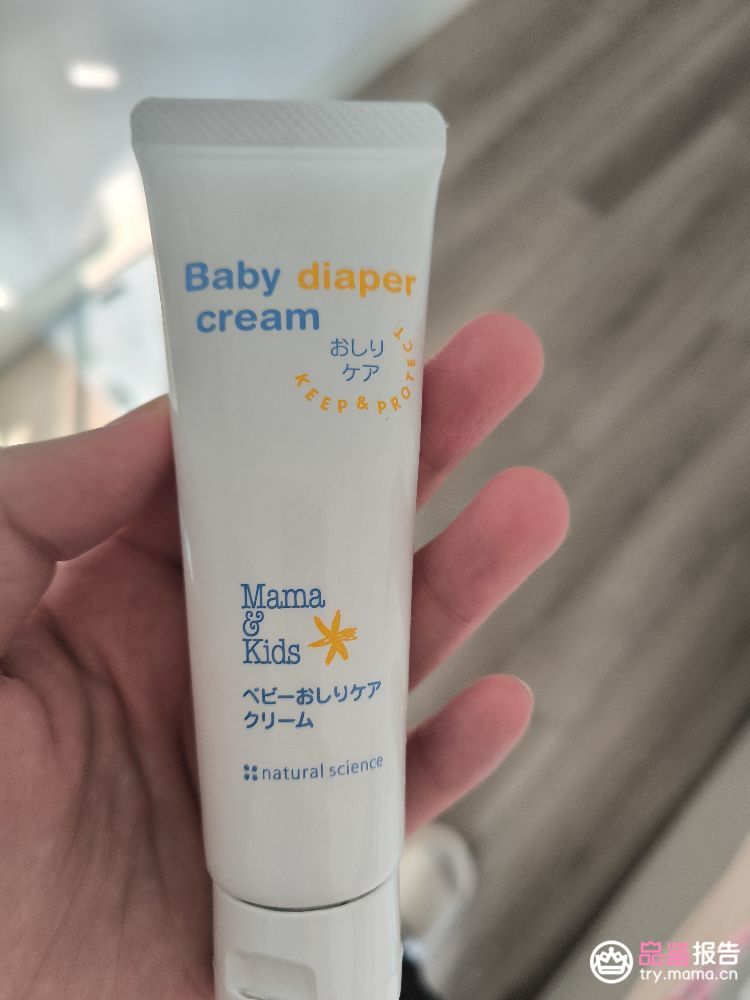 Baby diaper
cream
おしり
ケア
KEEP & PROTECT
Mama
&
Kids
ベビーおしりケア
クリーム
natural science
品鉴报告
try.mama.cn